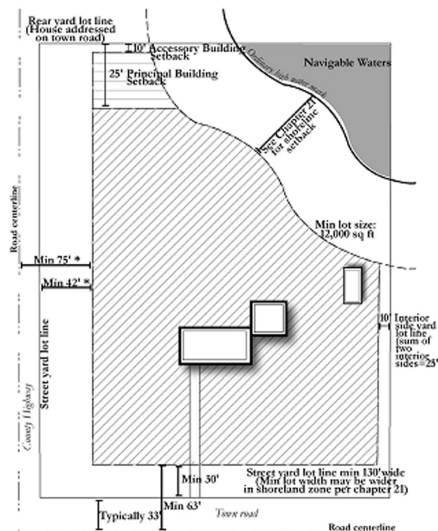 Rear yard lot line
(House addressed
on town road)
10' Accessory Building
Setback
25' Principal Building
Setback
Ordinary high water mark
Navigable Waters
See Chapter 21
for shoreline
setback
Min lot size:
12,000 sq ft
Road centerline
Min 75' *
Min 42' *
Street yard lot line
County Highway
10' Interior
side yard
lot line
(sum of
two
interior
sides=25'
Min 30'
Min 63'
Typically 33'
Street yard lot line min 130'wide
(Min lot width may be wider
in shoreland zone per chapter 21)
Town road
Road centerline